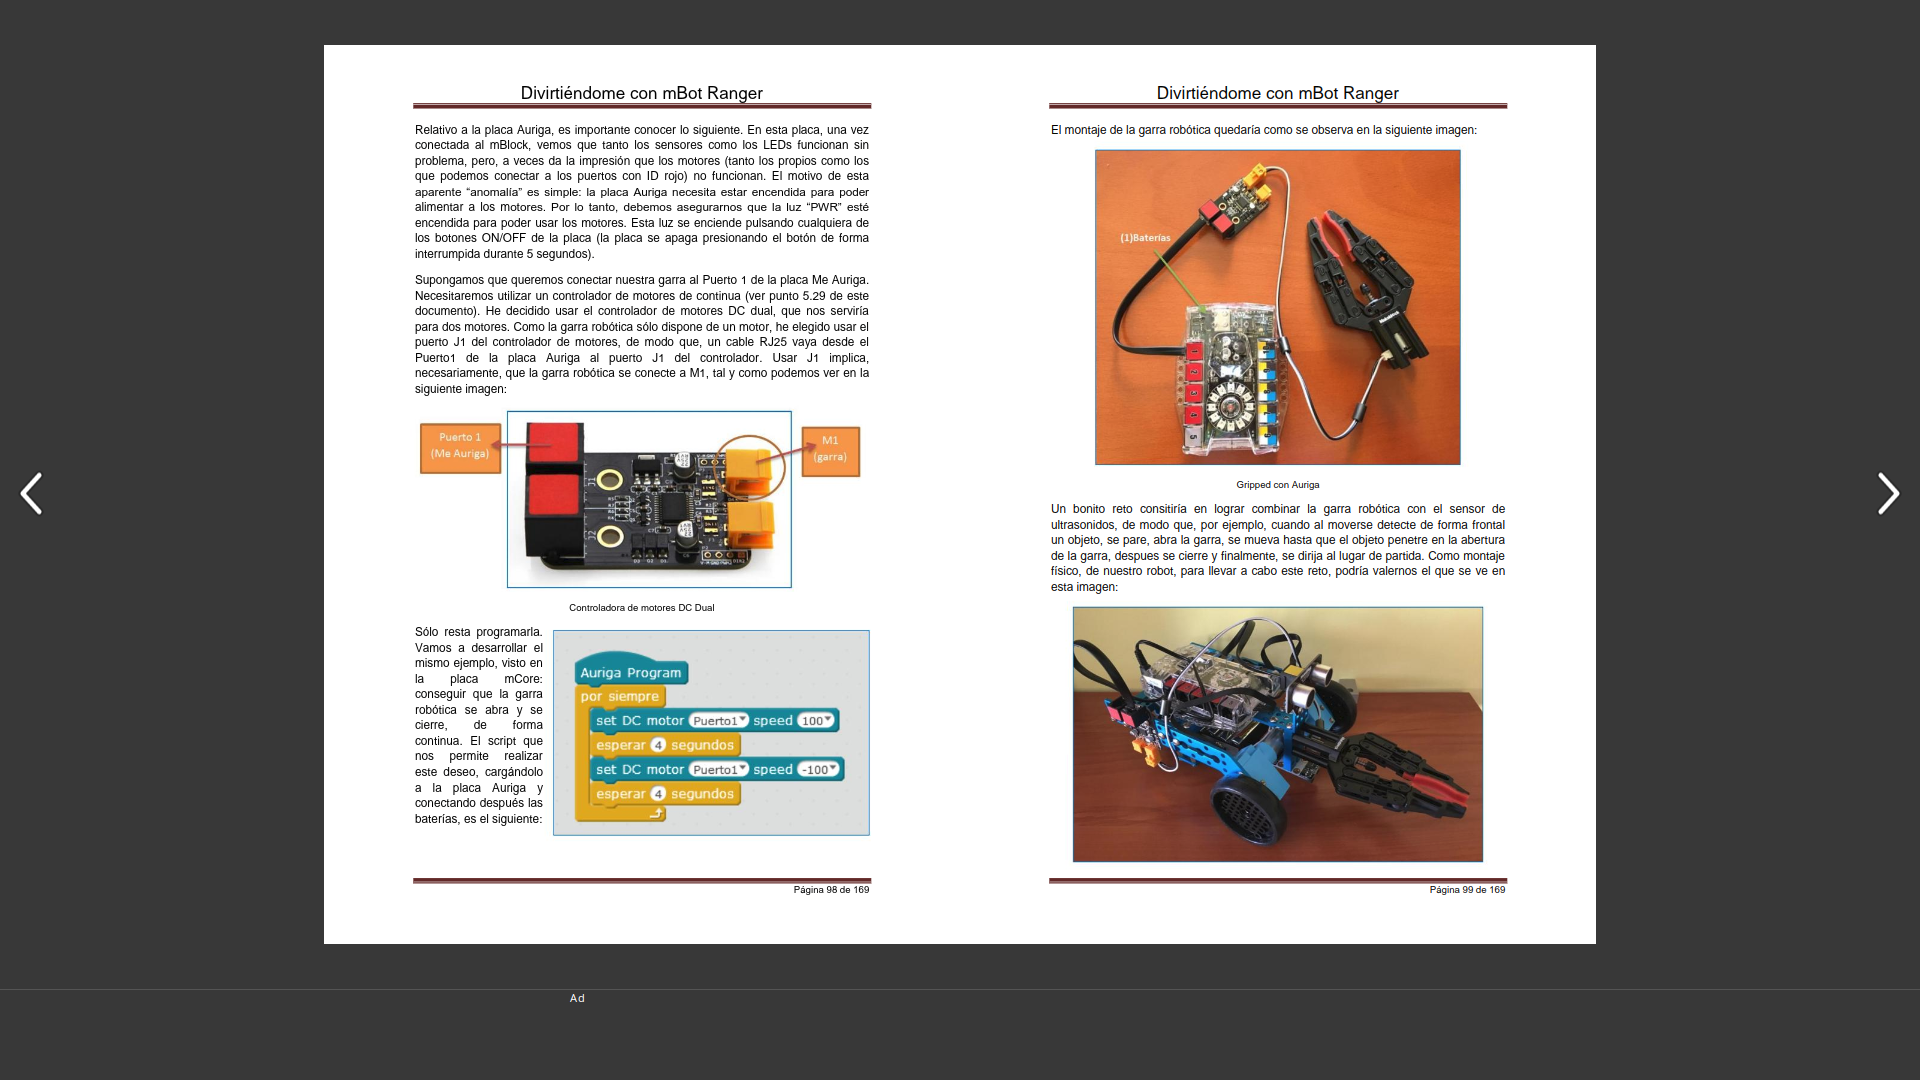 Divirtiéndome con mBot Ranger
Relativo a la placa Auriga, es importante conocer lo siguiente. En esta placa, una vez
conectada al mBlock, vemos que tanto los sensores como los LEDs funcionan sin
problema, pero, a veces da la impresión que los motores (tanto los propios como los
que podemos conectar a los puertos con ID rojo) no funcionan. El motivo de esta
aparente “anomalía” es simple: la placa Auriga necesita estar encendida para poder
alimentar a los motores. Por lo tanto, debemos asegurarnos que la luz “PWR” esté
encendida para poder usar los motores. Esta luz se enciende pulsando cualquiera de
los botones ON/OFF de la placa (la placa se apaga presionando el botón de forma
interrumpida durante 5 segundos).
Supongamos que queremos conectar nuestra garra al Puerto 1 de la placa Me Auriga.
Necesitaremos utilizar un controlador de motores de continua (ver punto 5.29 de este
documento). He decidido usar el controlador de motores DC dual, que nos serviría
para dos motores. Como la garra robótica sólo dispone de un motor, he elegido usar el
puerto J1 del controlador de motores, de modo que, un cable RJ25 vaya desde el
Puerto1 de la placa Auriga al puerto J1 del controlador. Usar J1 implica,
necesariamente, que la garra robótica se conecte a M1, tal y como podemos ver en la
siguiente imagen:
Puerto 1
(Me Auriga)
M1
(garra)
J1
J2
Controladora de motores DC Dual
Sólo resta programarla.
Vamos a desarrollar el
mismo ejemplo, visto en
la placa mCore:
conseguir que la garra
robótica se abra y se
cierre, de forma
continua. El script que
nos permite realizar
este deseo, cargándolo
a la placa Auriga y
conectando después las
baterías, es el siguiente:
Auriga Program
por siempre
set DC motor Puerto1 speed 100
esperar 4 segundos
set DC motor Puerto1 speed -100
esperar 4 segundos
Página 98 de 169
Divirtiéndome con mBot Ranger
El montaje de la garra robótica quedaría como se observa en la siguiente imagen:
(1)Baterías
1
2
3
4
5
Gripped con Auriga
Un bonito reto consitiría en lograr combinar la garra robótica con el sensor de
ultrasonidos, de modo que, por ejemplo, cuando al moverse detecte de forma frontal
un objeto, se pare, abra la garra, se mueva hasta que el objeto penetre en la abertura
de la garra, despues se cierre y finalmente, se dirija al lugar de partida. Como montaje
físico, de nuestro robot, para llevar a cabo este reto, podría valernos el que se ve en
esta imagen:
Página 99 de 169
Ad